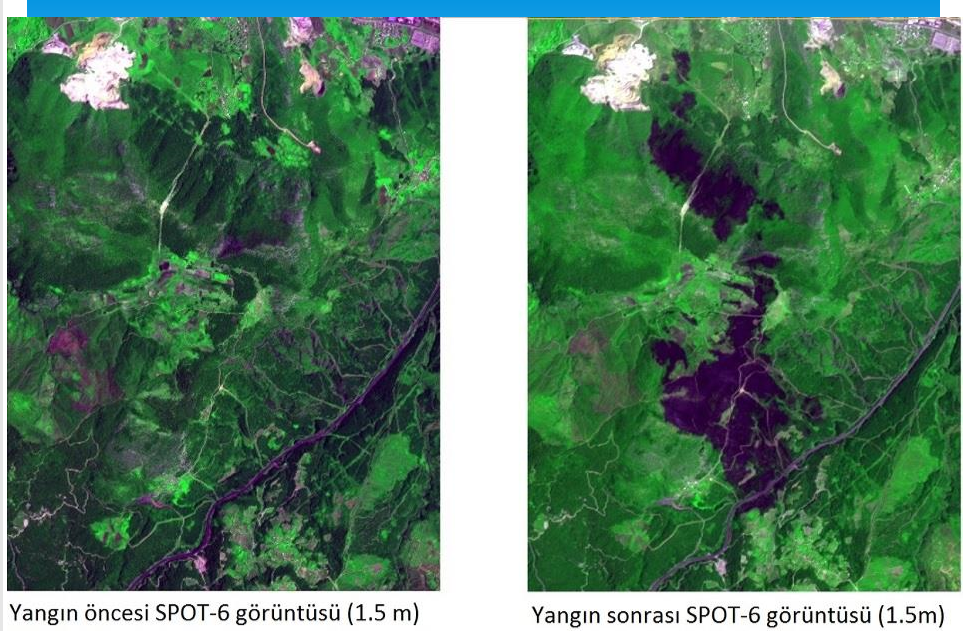 Yangın öncesi SPOT-6 görüntüsü (1.5 m)
Yangın sonrası SPOT-6 görüntüsü (1.5m)